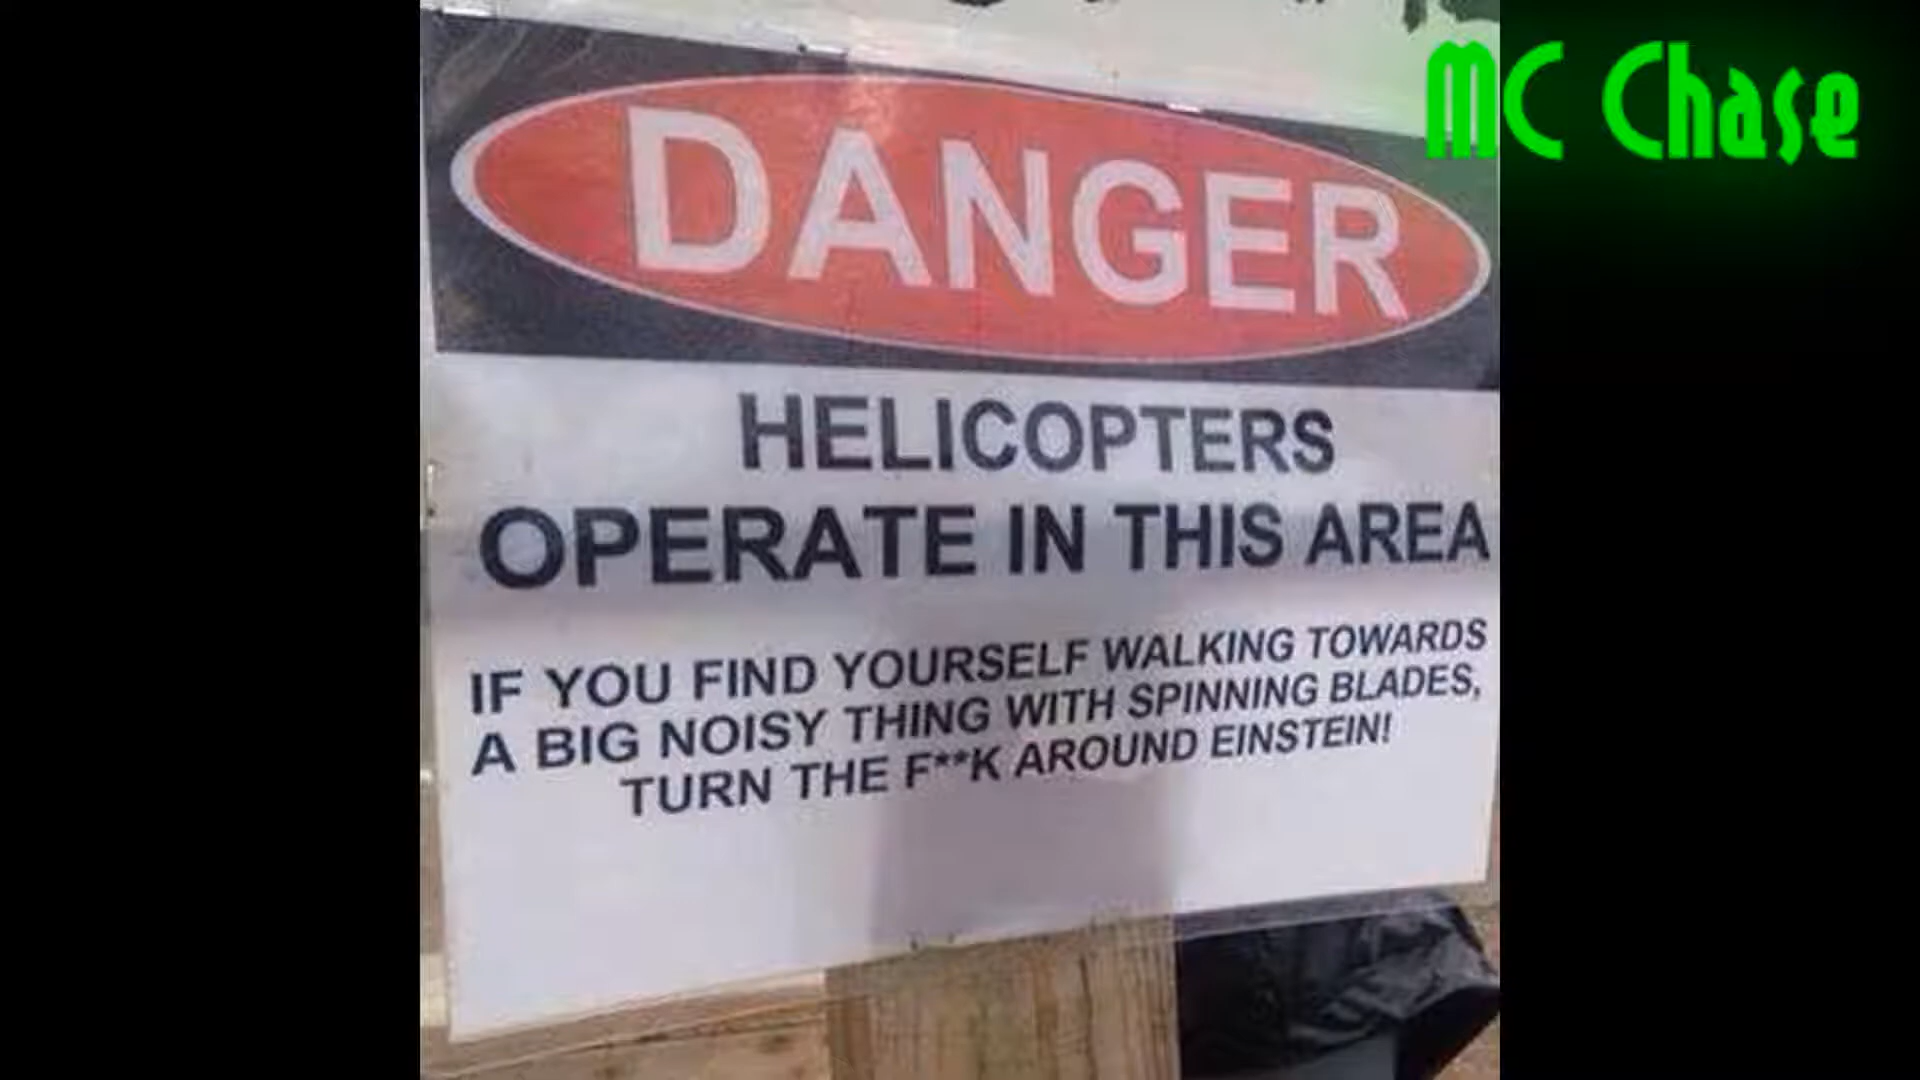 MC Chase
DANGER
HELICOPTERS
OPERATE IN THIS AREA
IF YOU FIND YOURSELF WALKING TOWARDS
A BIG NOISY THING WITH SPINNING BLADES,
TURN THE F**K AROUND EINSTEIN!